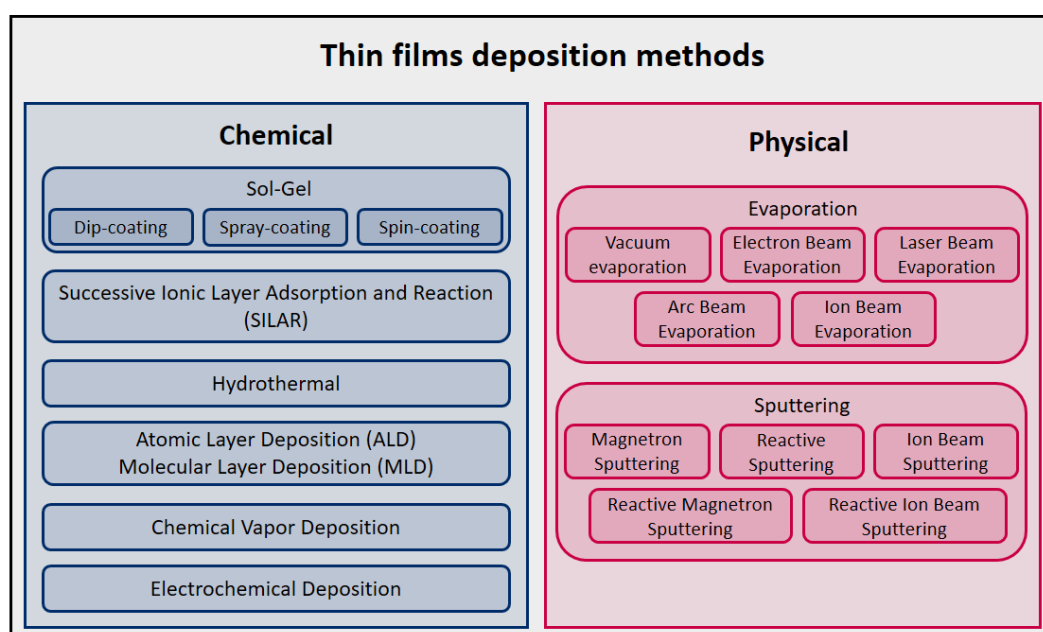 Thin films deposition methods
Chemical
Sol-Gel
Dip-coating
Spray-coating
Spin-coating
Successive Ionic Layer Adsorption and Reaction
(SILAR)
Hydrothermal
Atomic Layer Deposition (ALD)
Molecular Layer Deposition (MLD)
Chemical Vapor Deposition
Electrochemical Deposition
Physical
Evaporation
Vacuum
evaporation
Electron Beam
Evaporation
Laser Beam
Evaporation
Arc Beam
Evaporation
Ion Beam
Evaporation
Sputtering
Magnetron
Sputtering
Reactive
Sputtering
Ion Beam
Sputtering
Reactive Magnetron
Sputtering
Reactive Ion Beam
Sputtering